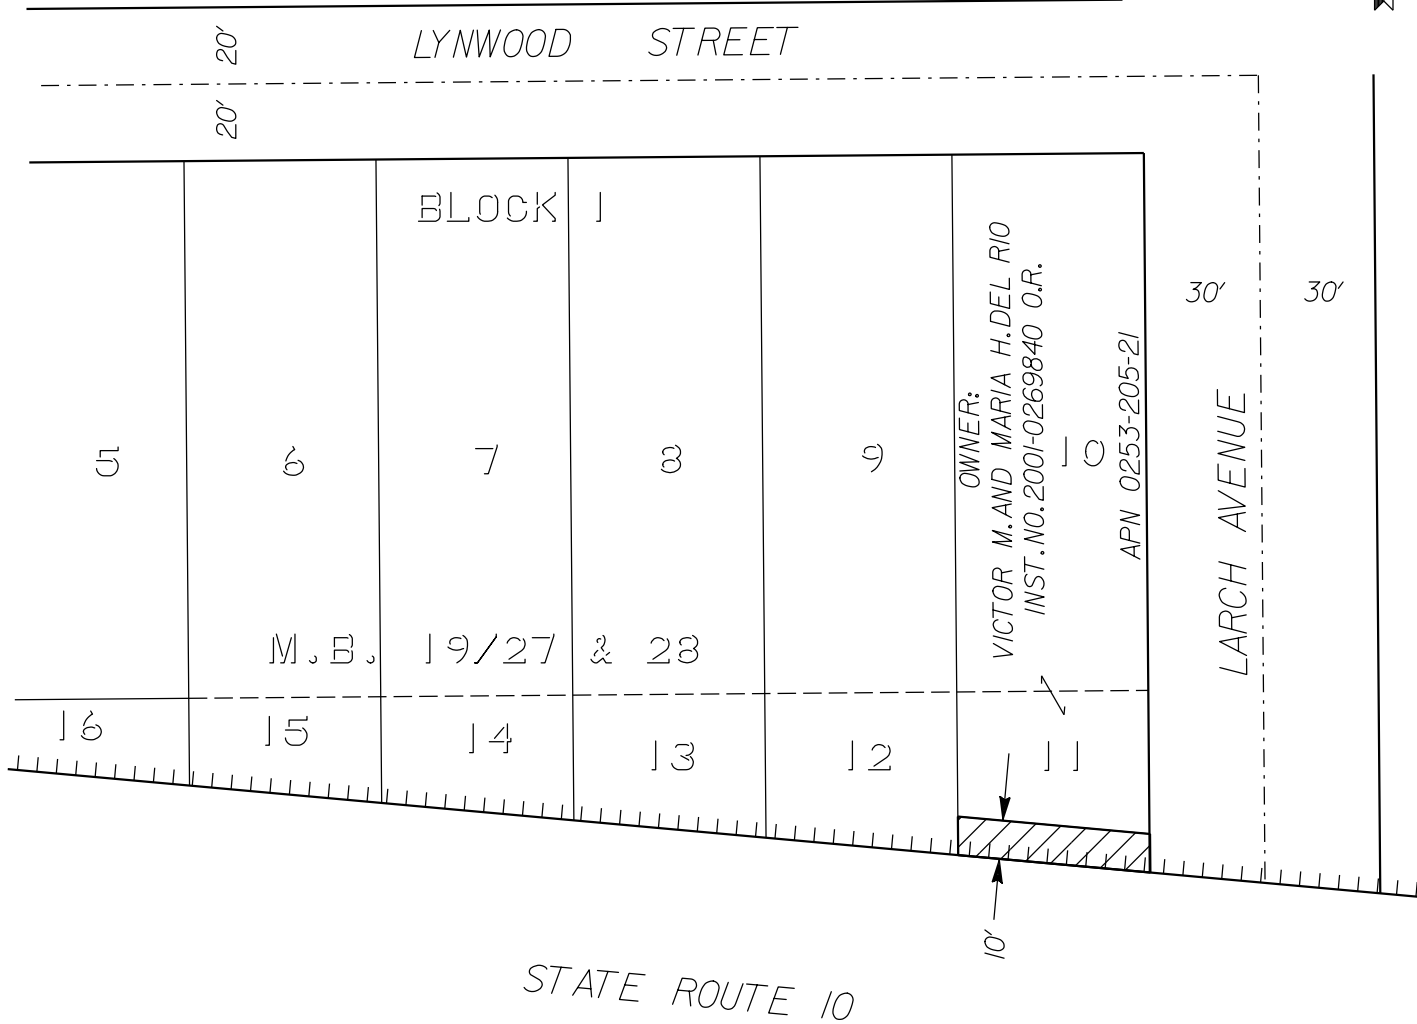 20'
LYNWOOD STREET
20'
BLOCK 1
30'
30'
5
6
7
8
9
10
OWNER:
VICTOR M. AND MARIA H. DEL RIO
INST. NO. 2001-0269840 O.R.
APN 0253-205-21
LARCH AVENUE
M.B. 19/27 & 28
16
15
14
13
12
11
10'
STATE ROUTE 10